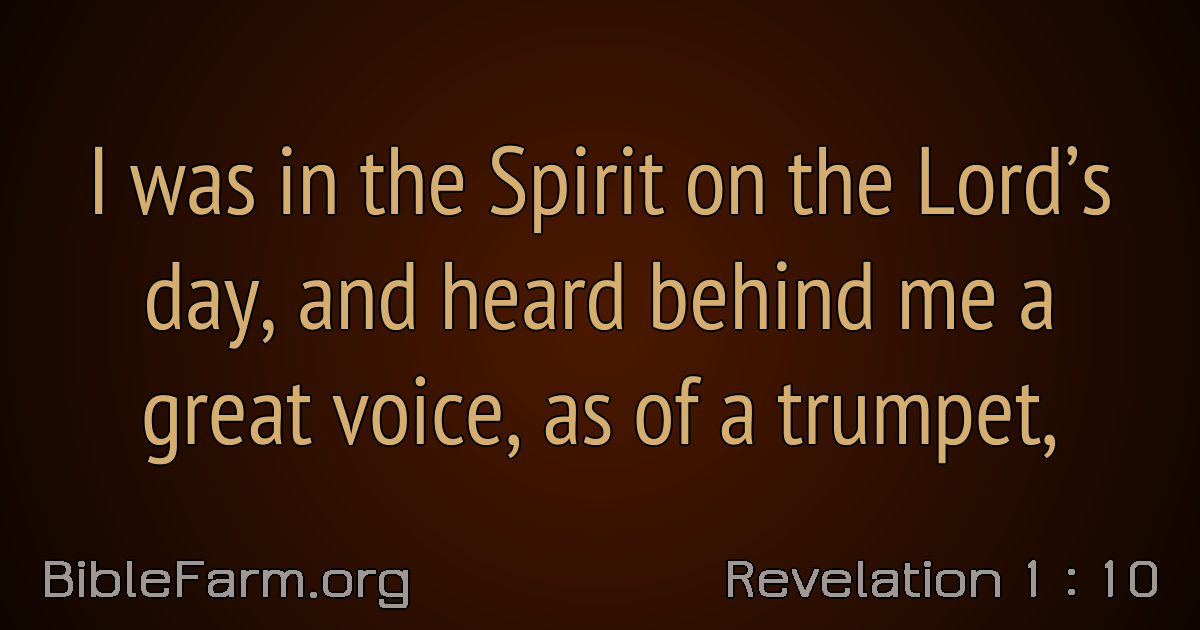 I was in the Spirit on the Lord’s
day, and heard behind me a
great voice, as of a trumpet,
BibleFarm.org
Revelation 1 : 10